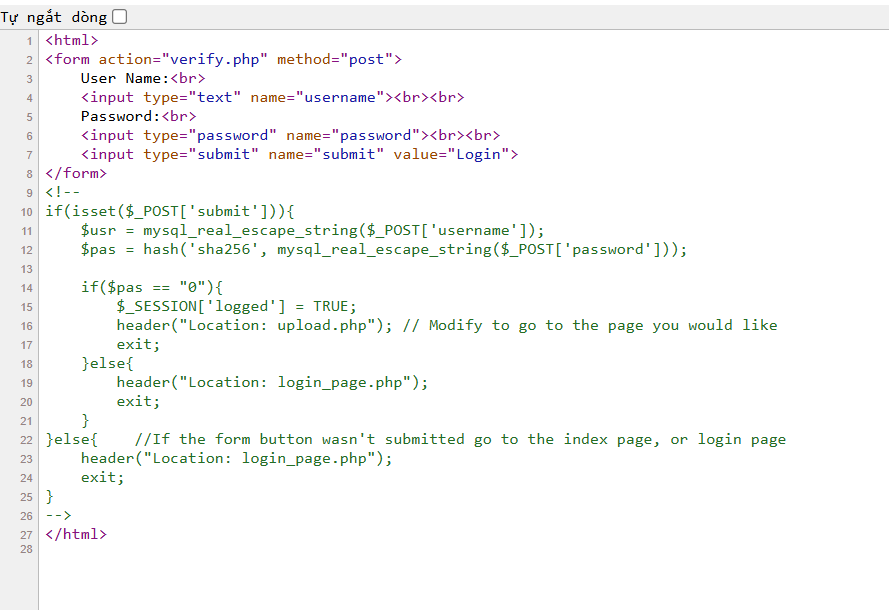 Tự ngắt dòng
1 <html>
2 <form action="verify.php" method="post">
3     User Name:<br>
4     <input type="text" name="username"><br><br>
5     Password:<br>
6     <input type="password" name="password"><br><br>
7     <input type="submit" name="submit" value="Login">
8 </form>
9 <!--
10 if(isset($_POST['submit'])){
11     $usr = mysql_real_escape_string($_POST['username']);
12     $pas = hash('sha256', mysql_real_escape_string($_POST['password']));
13
14     if($pas == "0"){
15         $_SESSION['logged'] = TRUE;
16         header("Location: upload.php"); // Modify to go to the page you would like
17         exit;
18     }else{
19         header("Location: login_page.php");
20         exit;
21     }
22 }else{    //If the form button wasn't submitted go to the index page, or login page
23     header("Location: login_page.php");
24     exit;
25 }
26 -->
27 </html>
28